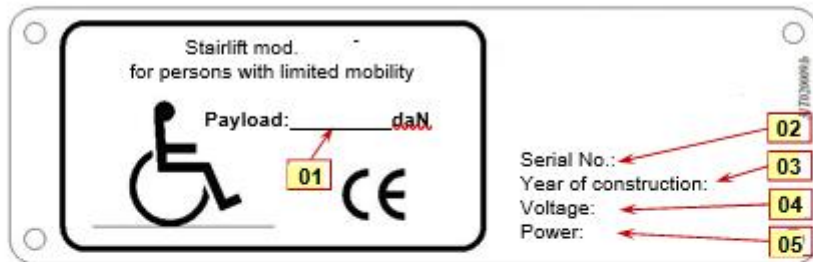 Stairlift mod. -
for persons with limited mobility
Payload:________daN
01
CE
Serial No.:
Year of construction:
Voltage:
Power:
02
03
04
05